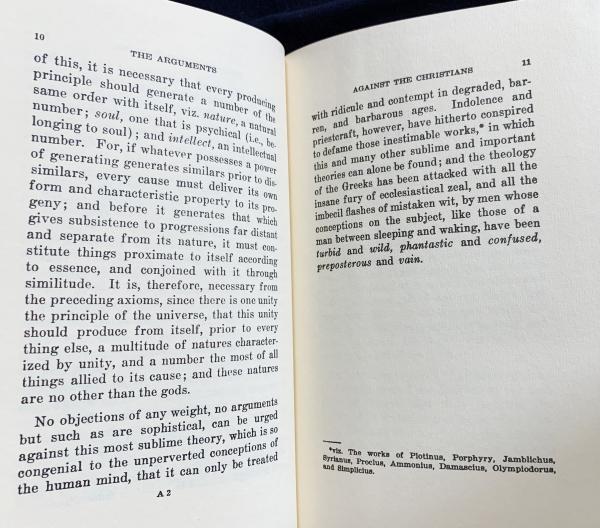 10
THE ARGUMENTS
of this, it is necessary that every producing
principle should generate a number of the
same order with itself, viz. nature, a natural
number; soul, one that is psychical (i.e., be-
longing to soul); and intellect, an intellectual
number. For, if whatever possesses a power
of generating generates similars prior to dis-
similars, every cause must deliver its own
form and characteristic property to its pro-
geny; and before it generates that which
gives subsistence to progressions far distant
and separate from its nature, it must con-
stitute things proximate to itself according
to essence, and conjoined with it through
similitude. It is, therefore, necessary from
the preceding axioms, since there is one unity
the principle of the universe, that this unity
should produce from itself, prior to every
thing else, a multitude of natures character-
ized by unity, and a number the most of all
things allied to its cause; and these natures
are no other than the gods.
No objections of any weight, no arguments
but such as are sophistical, can be urged
against this most sublime theory, which is so
congenial to the unperverted conceptions of
the human mind, that it can only be treated
A 2
AGAINST THE CHRISTIANS
11
with ridicule and contempt in degraded, bar-
ren, and barbarous ages. Indolence and
priestcraft, however, have hitherto conspired
to defame those inestimable works,* in which
this and many other sublime and important
theories can alone be found; and the theology
of the Greeks has been attacked with all the
insane fury of ecclesiastical zeal, and all the
imbecil flashes of mistaken wit, by men whose
conceptions on the subject, like those of a
man between sleeping and waking, have been
turbid and wild, phantastic and confused,
preposterous and vain.
*viz. The works of Plotinus, Porphyry, Jamblichus,
Syrianus, Proclus, Ammonius, Damascius, Olympiodorus,
and Simplicius.